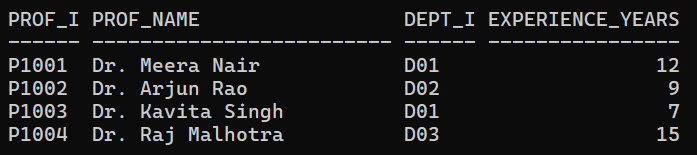 PROF_I PROF_NAME                DEPT_I EXPERIENCE_YEARS
------ ------------------------ ------ ----------------
P1001  Dr. Meera Nair           D01                  12
P1002  Dr. Arjun Rao            D02                   9
P1003  Dr. Kavita Singh         D01                   7
P1004  Dr. Raj Malhotra         D03                  15